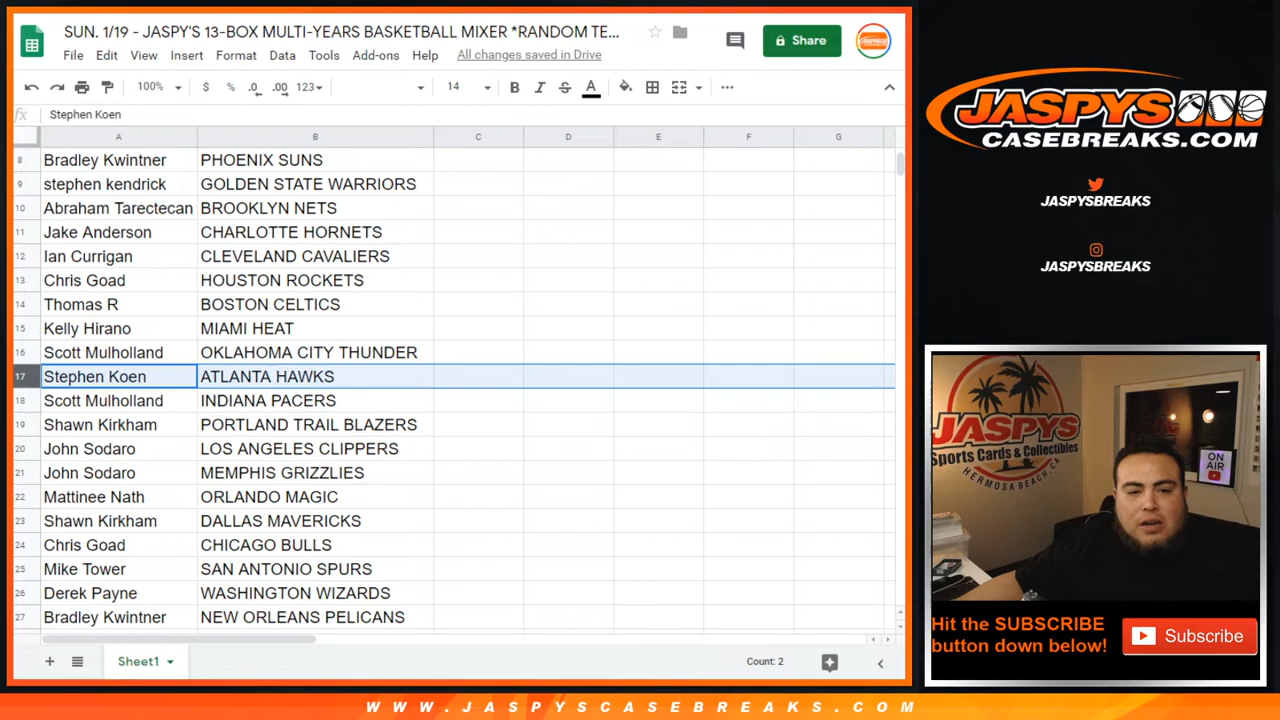 SUN. 1/19 - JASPY'S 13-BOX MULTI-YEARS BASKETBALL MIXER *RANDOM TE...
File Edit View Insert Format Data Tools Add-ons Help All changes saved in Drive
Share
100% $ % .0 .00 123 14 B I S A
fx Stephen Koen
A B C D E F G
8 Bradley Kwintner PHOENIX SUNS
9 stephen kendrick GOLDEN STATE WARRIORS
10 Abraham Tarectecan BROOKLYN NETS
11 Jake Anderson CHARLOTTE HORNETS
12 Ian Currigan CLEVELAND CAVALIERS
13 Chris Goad HOUSTON ROCKETS
14 Thomas R BOSTON CELTICS
15 Kelly Hirano MIAMI HEAT
16 Scott Mulholland OKLAHOMA CITY THUNDER
17 Stephen Koen ATLANTA HAWKS
18 Scott Mulholland INDIANA PACERS
19 Shawn Kirkham PORTLAND TRAIL BLAZERS
20 John Sodaro LOS ANGELES CLIPPERS
21 John Sodaro MEMPHIS GRIZZLIES
22 Mattinee Nath ORLANDO MAGIC
23 Shawn Kirkham DALLAS MAVERICKS
24 Chris Goad CHICAGO BULLS
25 Mike Tower SAN ANTONIO SPURS
26 Derek Payne WASHINGTON WIZARDS
27 Bradley Kwintner NEW ORLEANS PELICANS
Sheet1
Count: 2
JASPYS
CASEBREAKS.COM
JASPYSBREAKS
JASPYSBREAKS
JASPYS
Sports Cards & Collectibles
HERMOSA BEACH, CA
ON
AIR
Hit the SUBSCRIBE
button down below!
Subscribe
WWW.JASPYSCASEBREAKS.COM